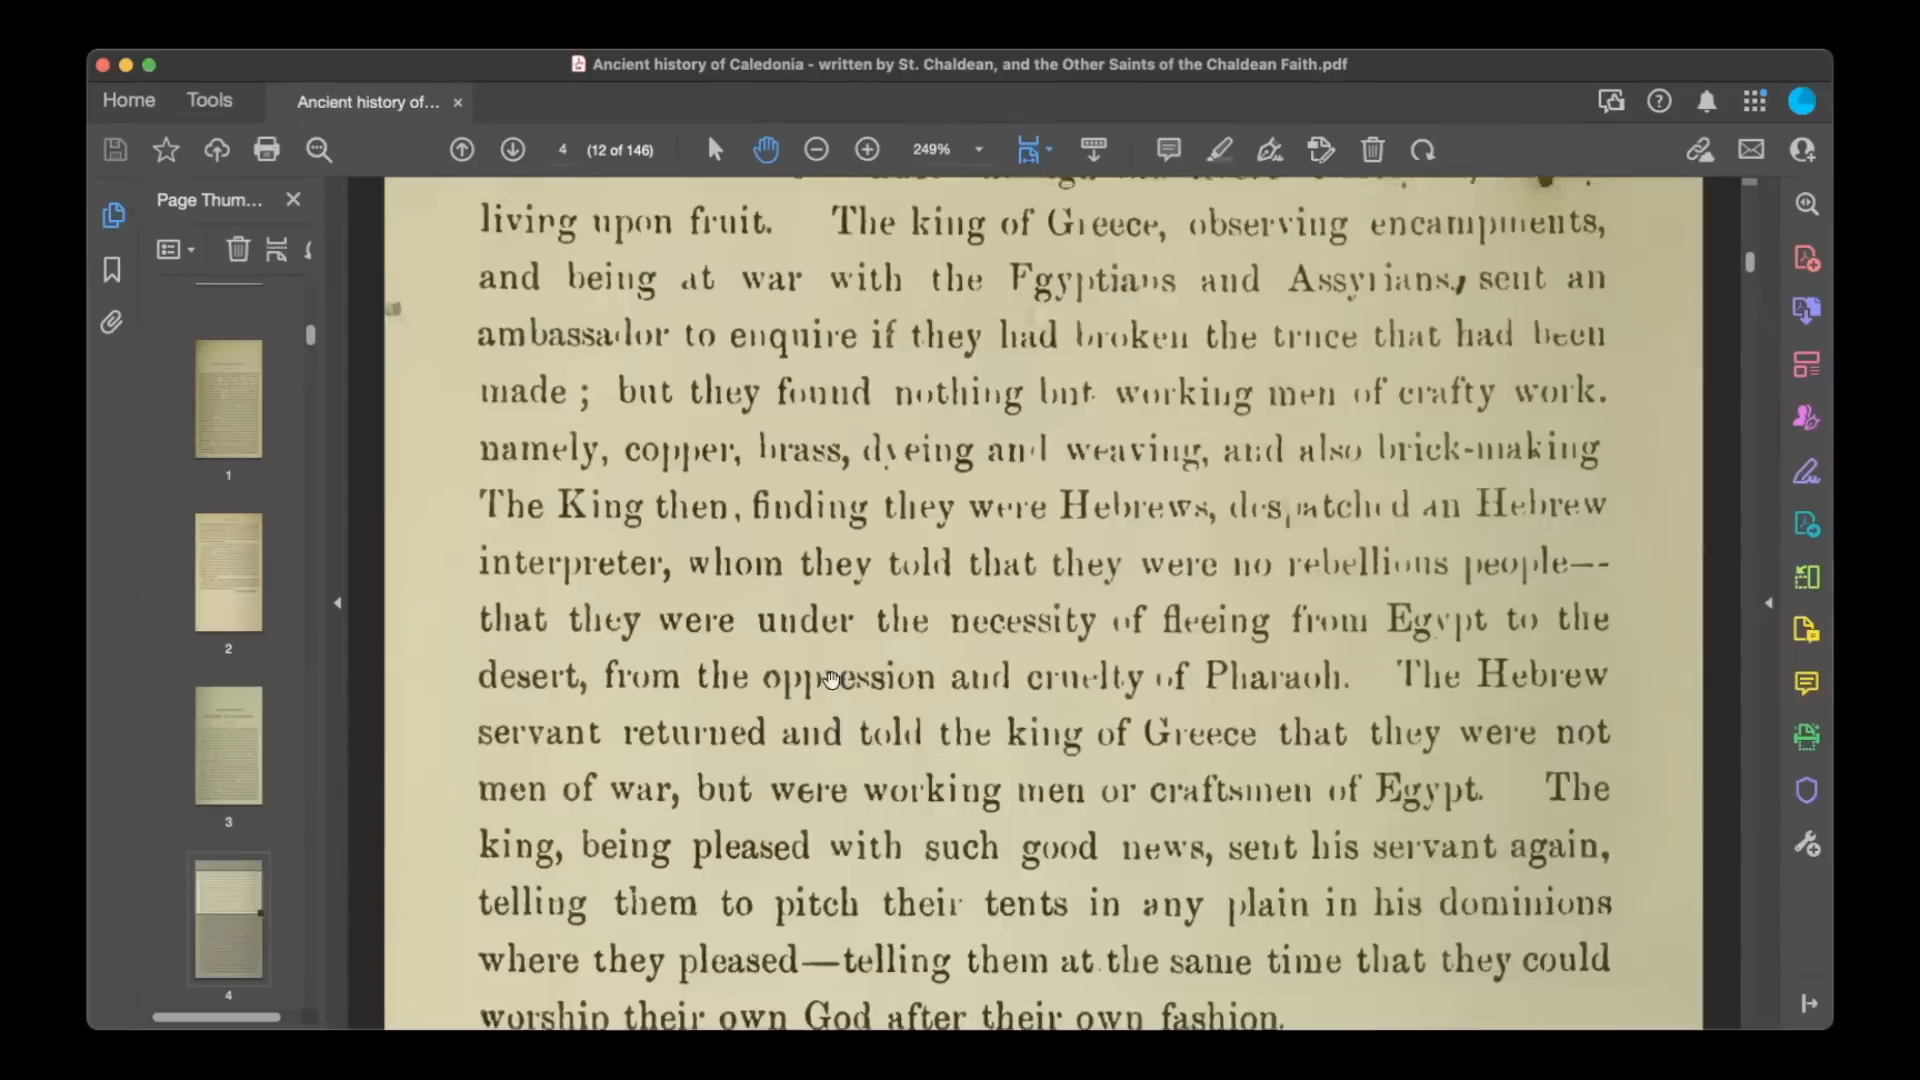 Ancient history of Caledonia - written by St. Chaldean, and the Other Saints of the Chaldean Faith.pdf
Home Tools Ancient history of...
4 (12 of 146) 249%
Page Thum...
1
2
3
4
living upon fruit. The king of Greece, observing encampments,
and being at war with the Fgyptians and Assyrians, sent an
ambassador to enquire if they had broken the truce that had been
made ; but they found nothing but working men of crafty work.
namely, copper, brass, dyeing and weaving, and also brick-making
The King then, finding they were Hebrews, despatched an Hebrew
interpreter, whom they told that they were no rebellious people--
that they were under the necessity of fleeing from Egypt to the
desert, from the oppression and cruelty of Pharaoh. The Hebrew
servant returned and told the king of Greece that they were not
men of war, but were working men or craftsmen of Egypt. The
king, being pleased with such good news, sent his servant again,
telling them to pitch their tents in any plain in his dominions
where they pleased—telling them at the same time that they could
worship their own God after their own fashion.